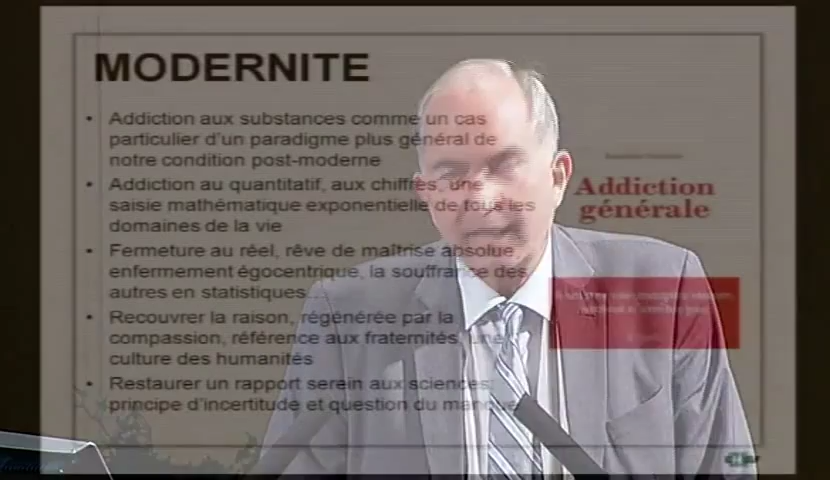 MODERNITE
• Addiction aux substances comme un cas
particulier d'un paradigme plus général de
notre condition post-moderne
• Addiction au quantitatif, aux chiffres, une
saisie mathématique exponentielle de tous les
domaines de la vie
• Fermeture au réel, rêve de maîtrise absolue,
enfermement égocentrique, la souffrance des
autres en statistiques...
• Recouvrer la raison, régénérée par la
compassion, référence aux fraternités, une
culture des humanités
• Restaurer un rapport serein aux sciences,
principe d'incertitude et question du manque
Addiction
générale